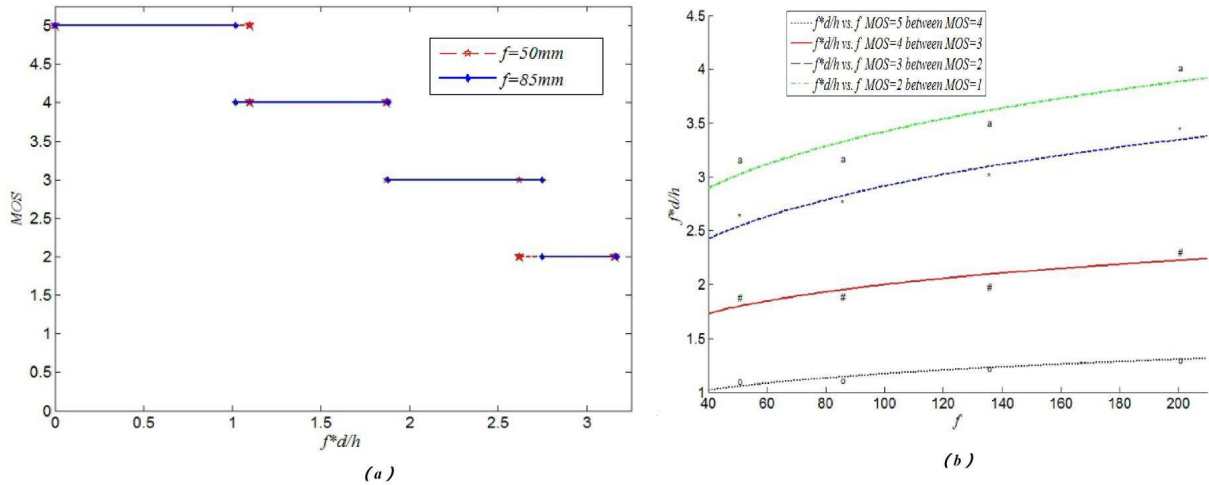 5
4.5
4
3.5
3
2.5
2
1.5
1
0.5
0
MOS
0
0.5
1
1.5
2
2.5
3
f*d/h
f=50mm
f=85mm
(a)
4.5
4
3.5
3
2.5
2
1.5
1
f*d/h
40
60
80
100
120
140
160
180
200
f
f*d/h vs. f MOS=5 between MOS=4
f*d/h vs. f MOS=4 between MOS=3
f*d/h vs. f MOS=3 between MOS=2
f*d/h vs. f MOS=2 between MOS=1
a
a
a
a
*
*
*
*
#
#
#
#
o
o
o
o
(b)